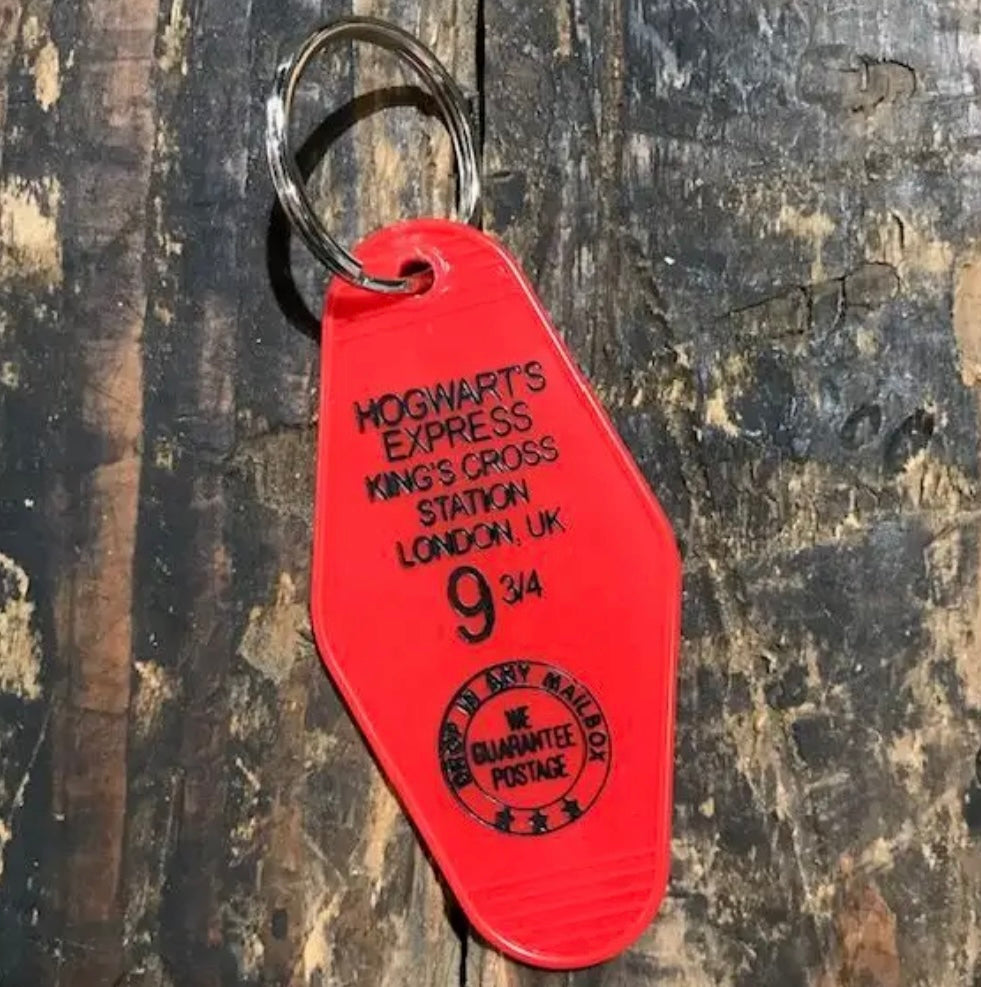 HOGWART'S
EXPRESS
KING'S CROSS
STATION
LONDON, UK
9 3/4
DROP IN ANY MAILBOX
WE
GUARANTEE
POSTAGE